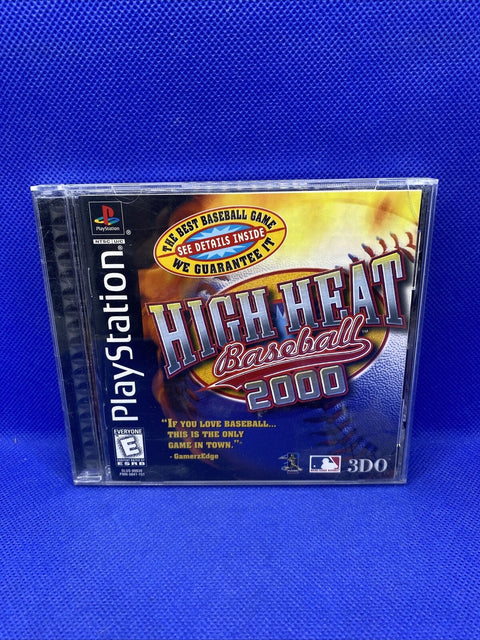 PlayStation
NTSC U/C
PlayStation
THE BEST BASEBALL GAME
SEE DETAILS INSIDE
WE GUARANTEE IT
HIGH HEAT
Baseball™
2000
"IF YOU LOVE BASEBALL...
THIS IS THE ONLY
GAME IN TOWN."
- GamerzEdge
EVERYONE
E
ESRB
3DO